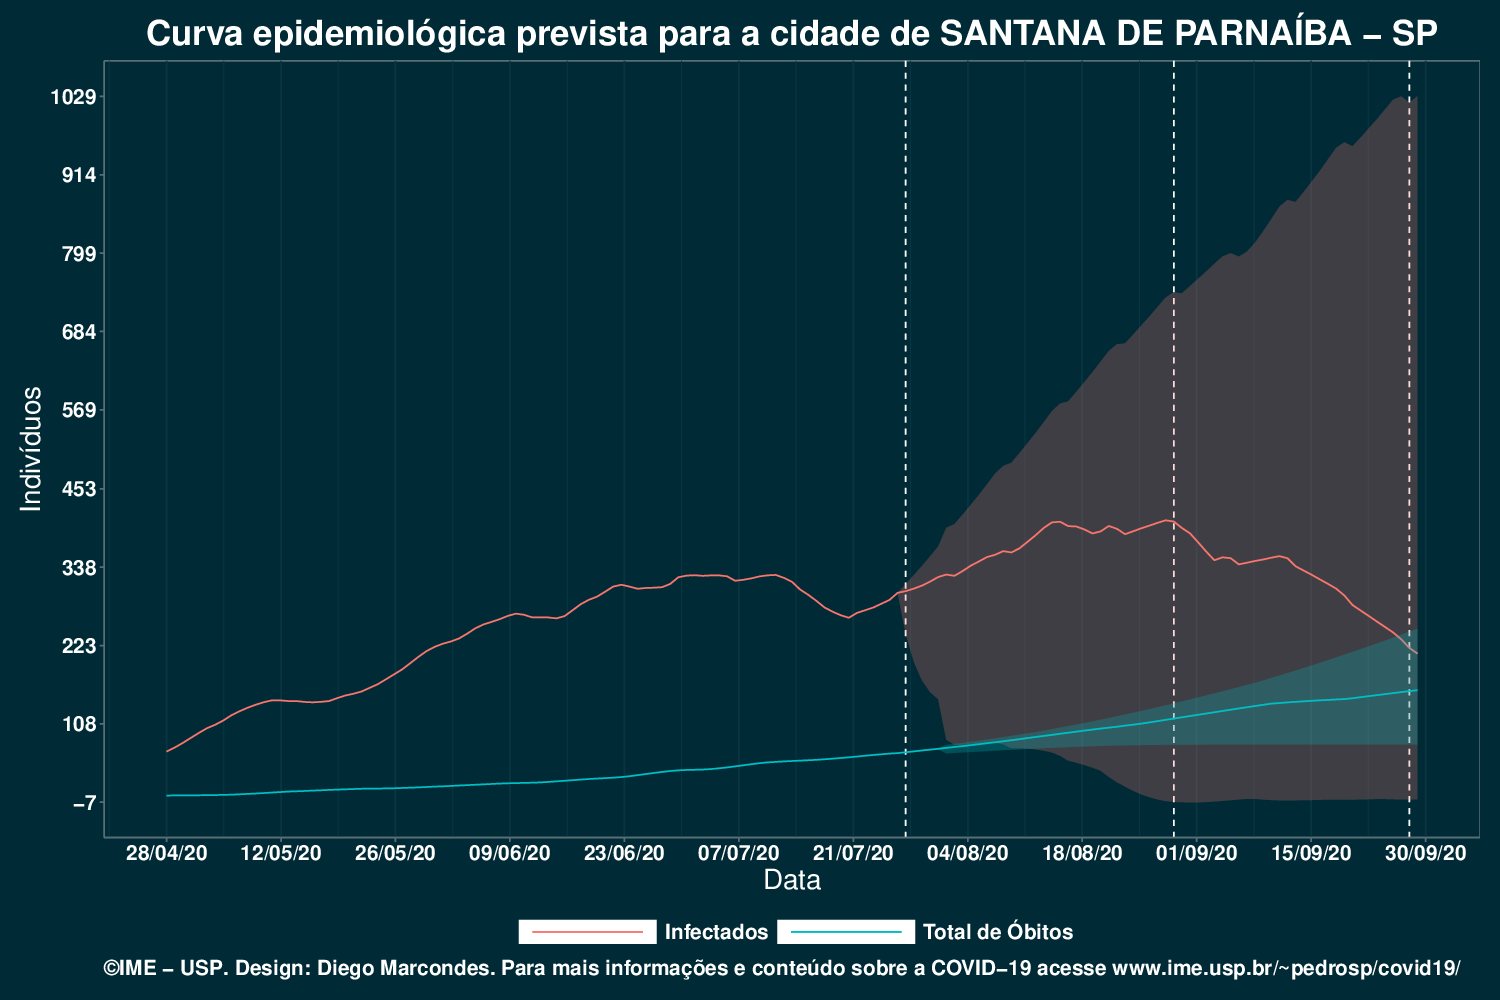 Curva epidemiológica prevista para a cidade de SANTANA DE PARNAÍBA – SP
Indivíduos
1029
914
799
684
569
453
338
223
108
−7
28/04/20 12/05/20 26/05/20 09/06/20 23/06/20 07/07/20 21/07/20 04/08/20 18/08/20 01/09/20 15/09/20 30/09/20
Data
Infectados Total de Óbitos
©IME − USP. Design: Diego Marcondes. Para mais informações e conteúdo sobre a COVID−19 acesse www.ime.usp.br/~pedrosp/covid19/